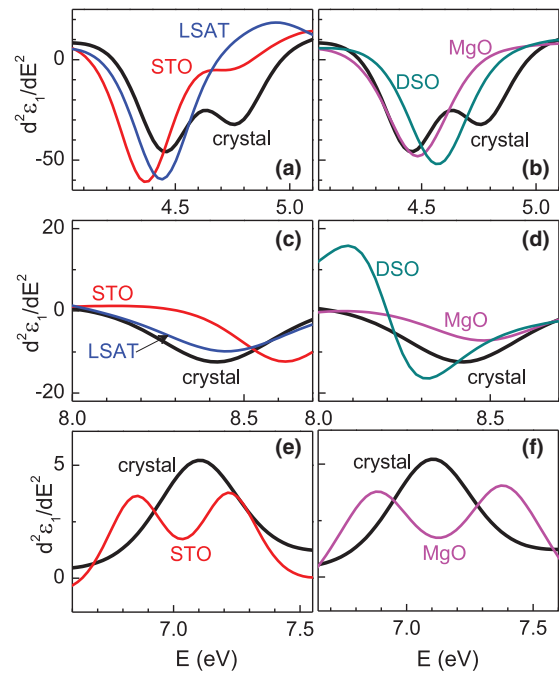 LSAT
STO
crystal
(a)
MgO
DSO
crystal
(b)
0
-50
d²ε₁/dE²
4.5 5.0 4.5 5.0
(c)
STO
LSAT
crystal
(d)
DSO
MgO
crystal
20
0
-20
d²ε₁/dE²
8.0 8.5 8.0 8.5
(e)
crystal
STO
(f)
crystal
MgO
5
0
d²ε₁/dE²
7.0 7.5 7.0 7.5
E (eV) E (eV)